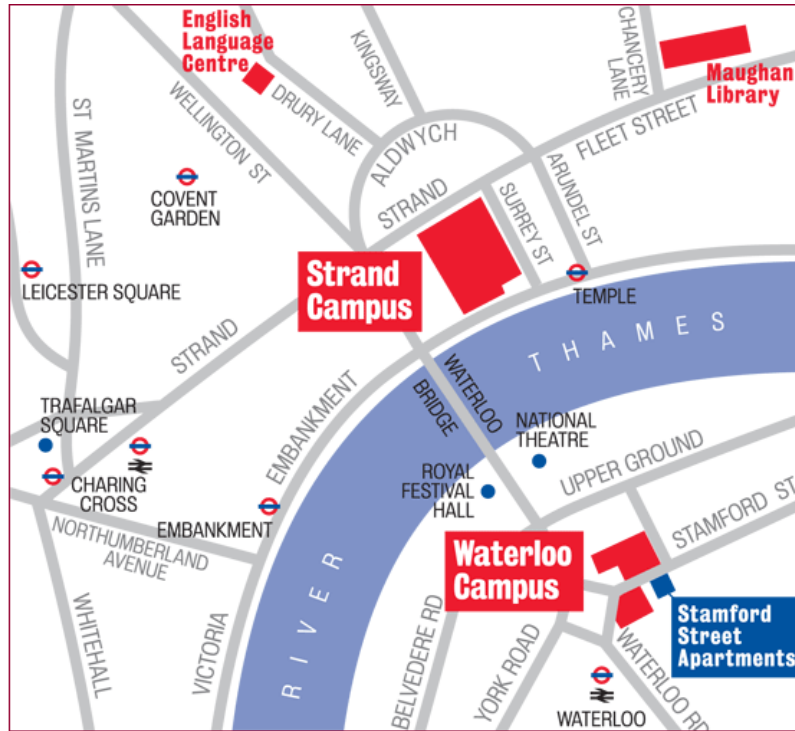 English
Language
Centre
KINGSWAY
CHANCERY
LANE
Maughan
Library
WELLINGTON ST
DRURY LANE
ALDWYCH
FLEET STREET
ST MARTINS LANE
COVENT
GARDEN
STRAND
SURREY ST
ARUNDEL ST
LEICESTER SQUARE
Strand
Campus
TEMPLE
STRAND
THAMES
EMBANKMENT
WATERLOO
BRIDGE
TRAFALGAR
SQUARE
NATIONAL
THEATRE
CHARING
CROSS
ROYAL
FESTIVAL
HALL
UPPER GROUND
EMBANKMENT
NORTHUMBERLAND
AVENUE
STAMFORD ST
Waterloo
Campus
RIVER
WHITEHALL
VICTORIA
BELVEDERE RD
YORK ROAD
WATERLOO RD
Stamford
Street
Apartments
WATERLOO